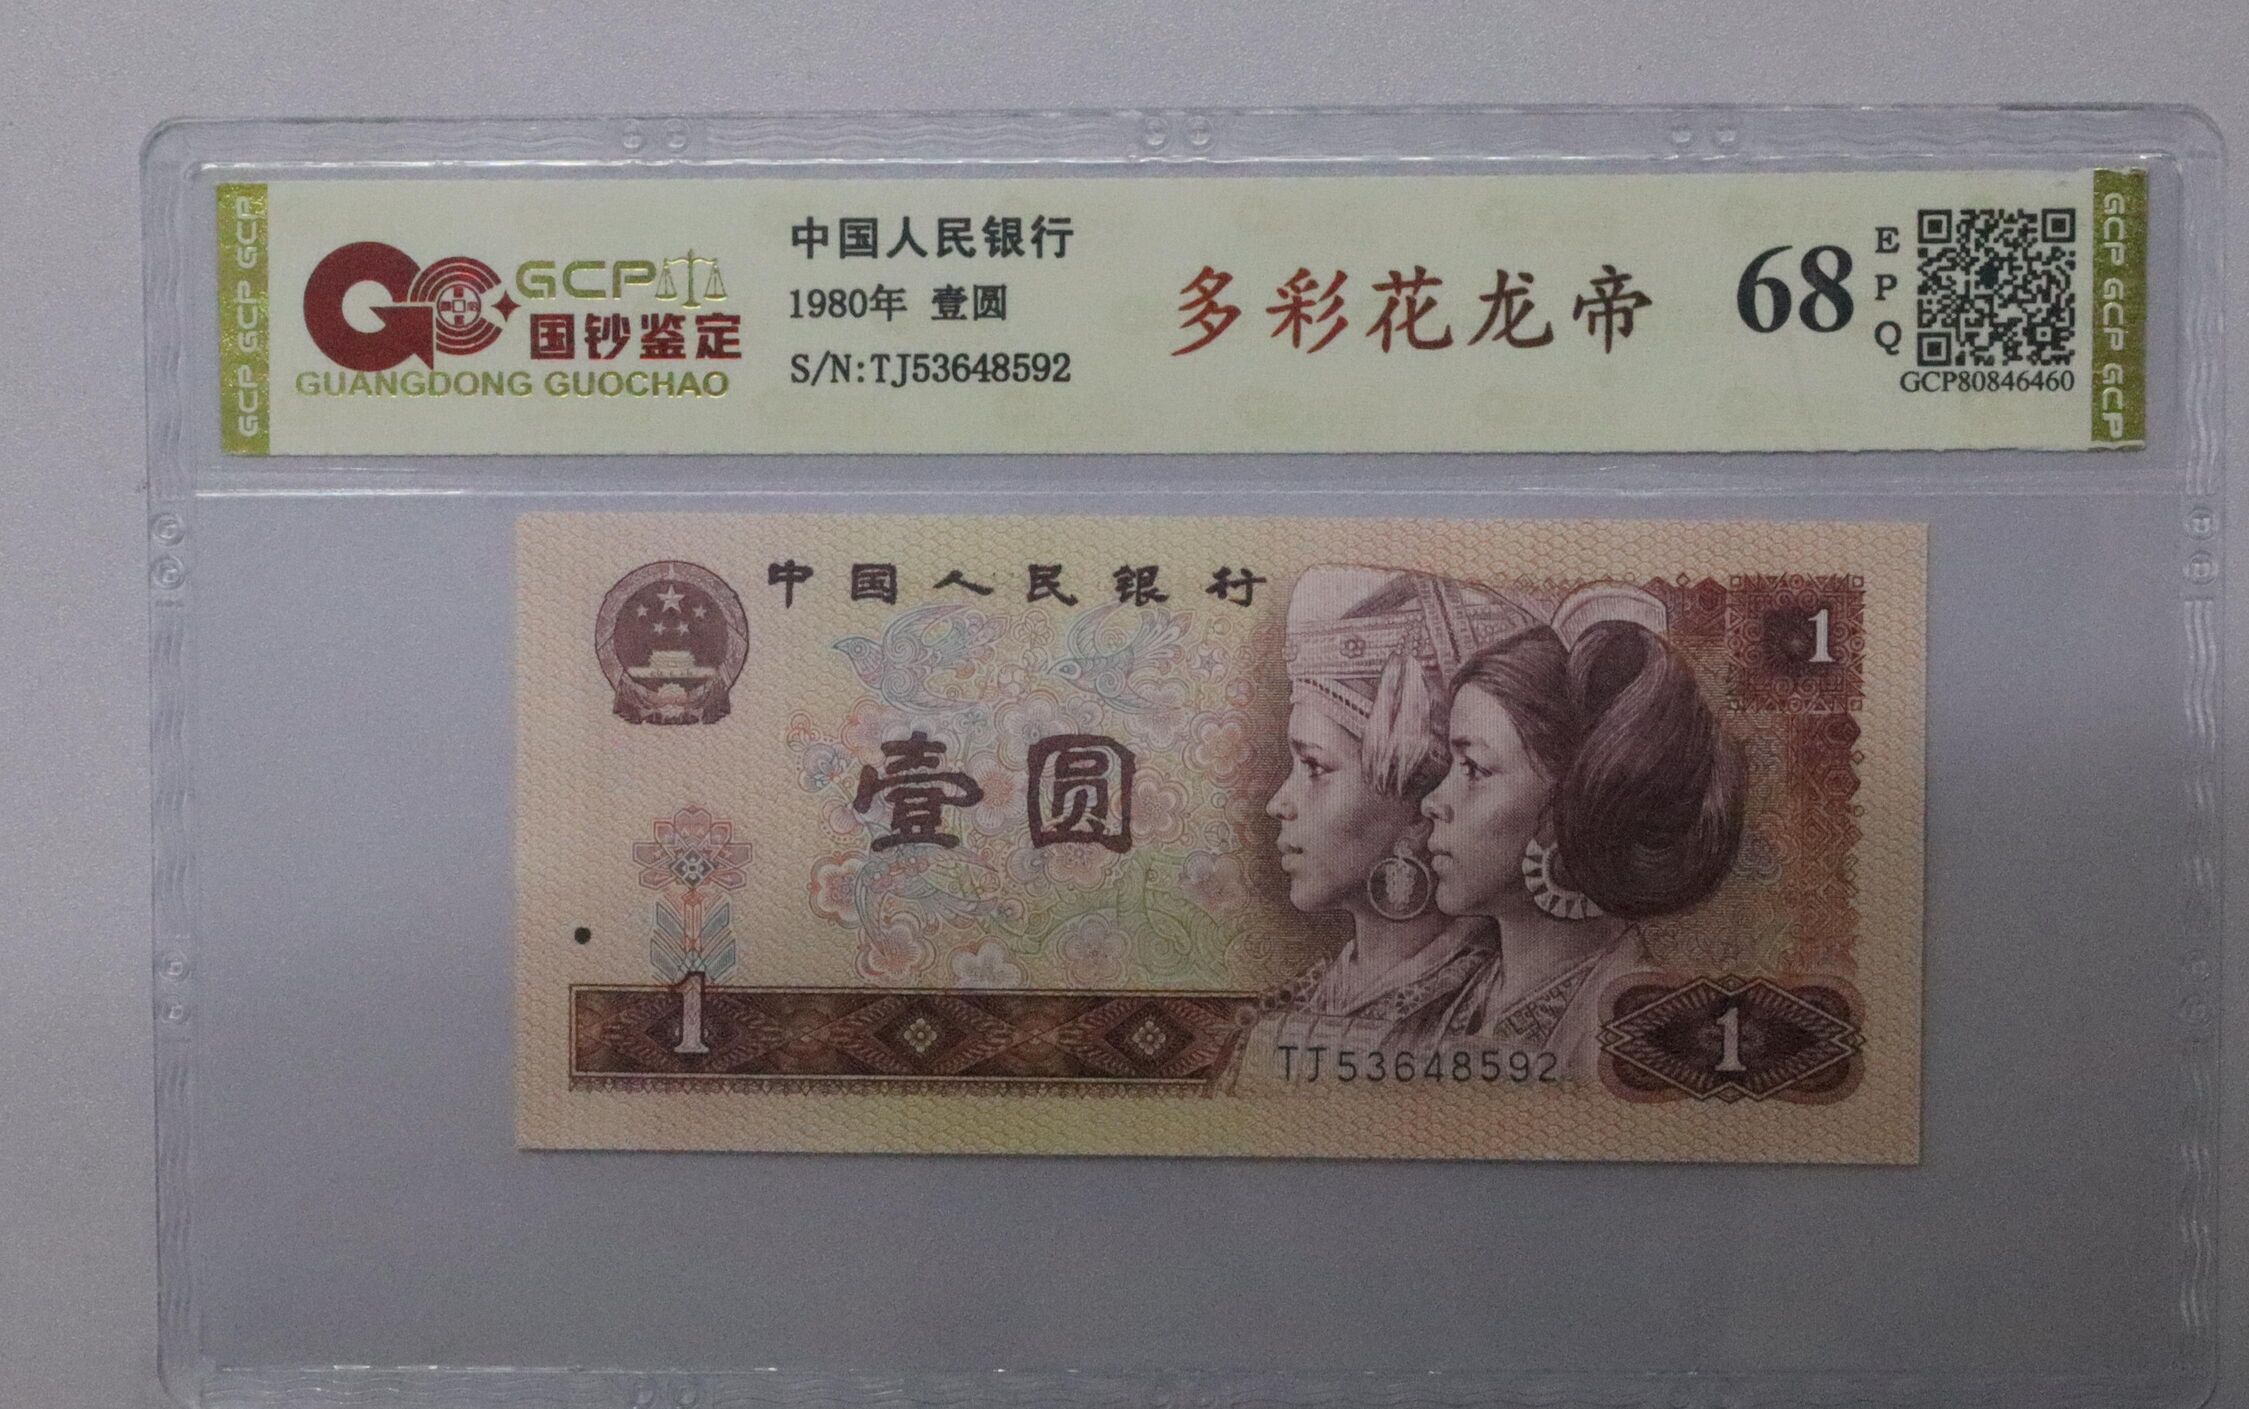 GCP GCP GCP
GCP
国钞鉴定
GUANGDONG GUOCHAO
中国人民银行
1980年 壹圆
S/N:TJ53648592
多彩花龙帝
68
E
P
Q
GCP80846460
GCP GCP GCP
中国人民银行
1
壹圆
1
TJ53648592
1